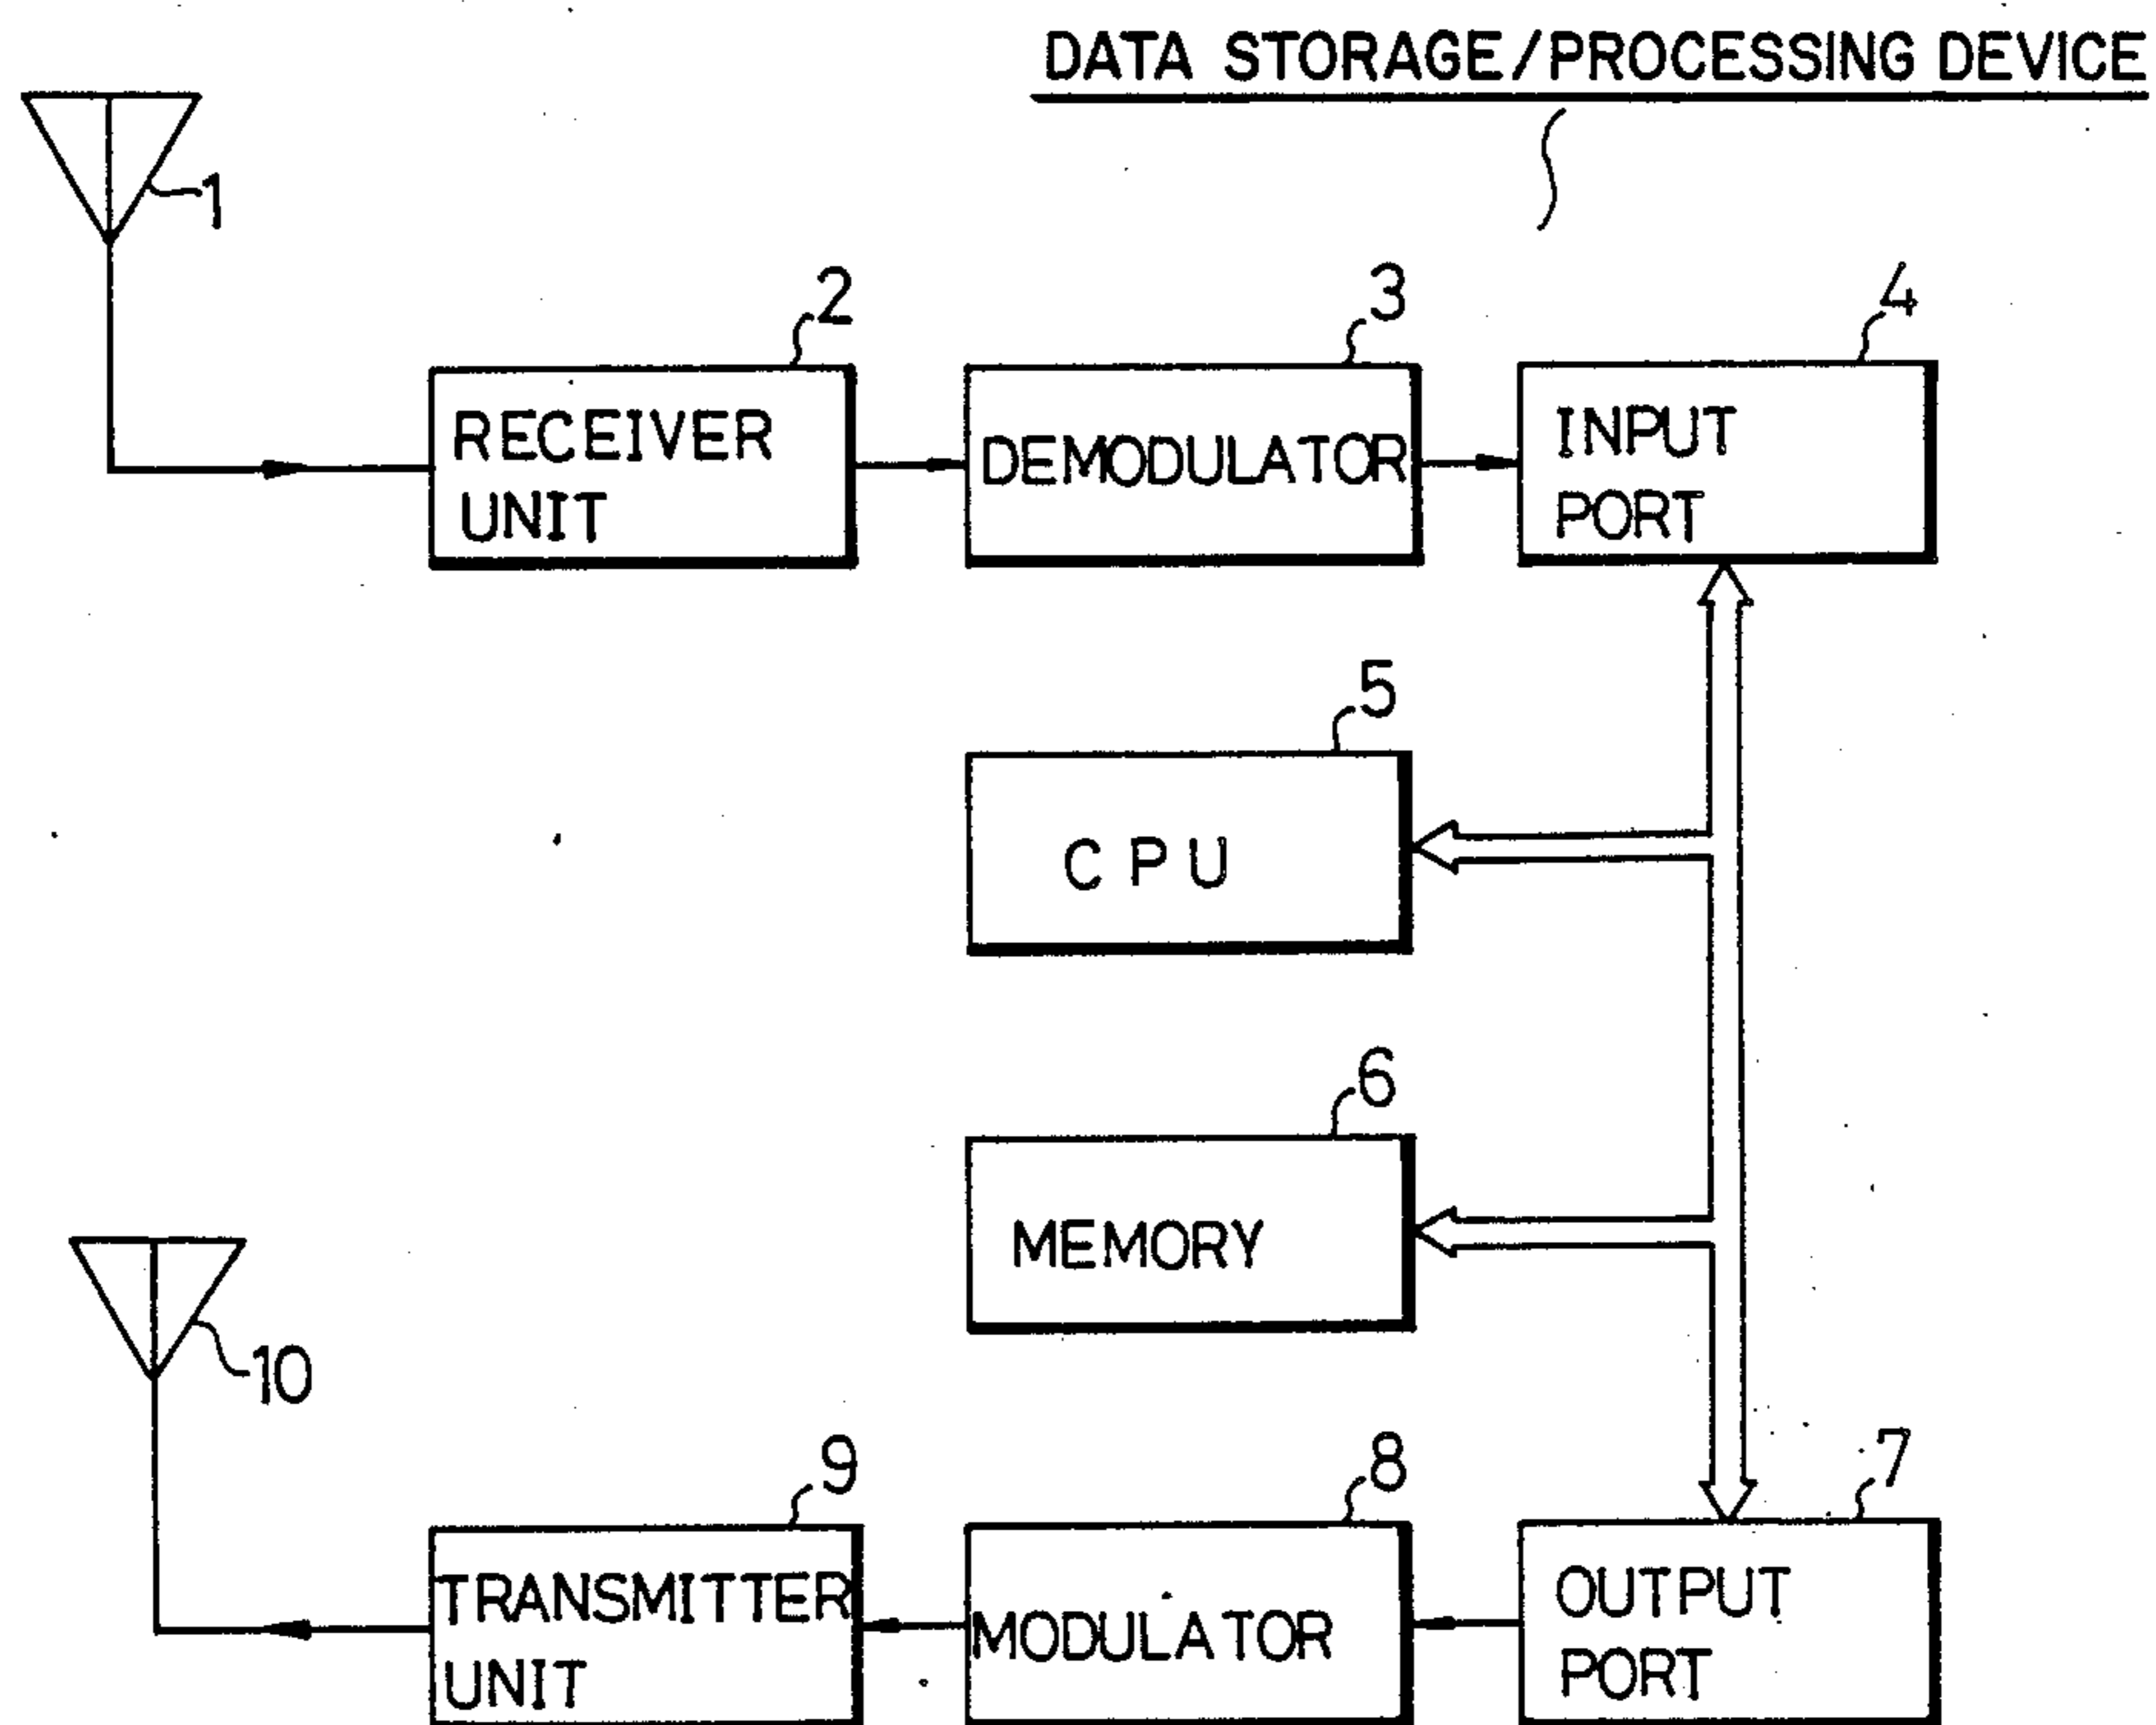 DATA STORAGE/PROCESSING DEVICE
1
2
3
4
RECEIVER
UNIT
DEMODULATOR
INPUT
PORT
5
CPU
6
MEMORY
10
9
8
7
TRANSMITTER
UNIT
MODULATOR
OUTPUT
PORT